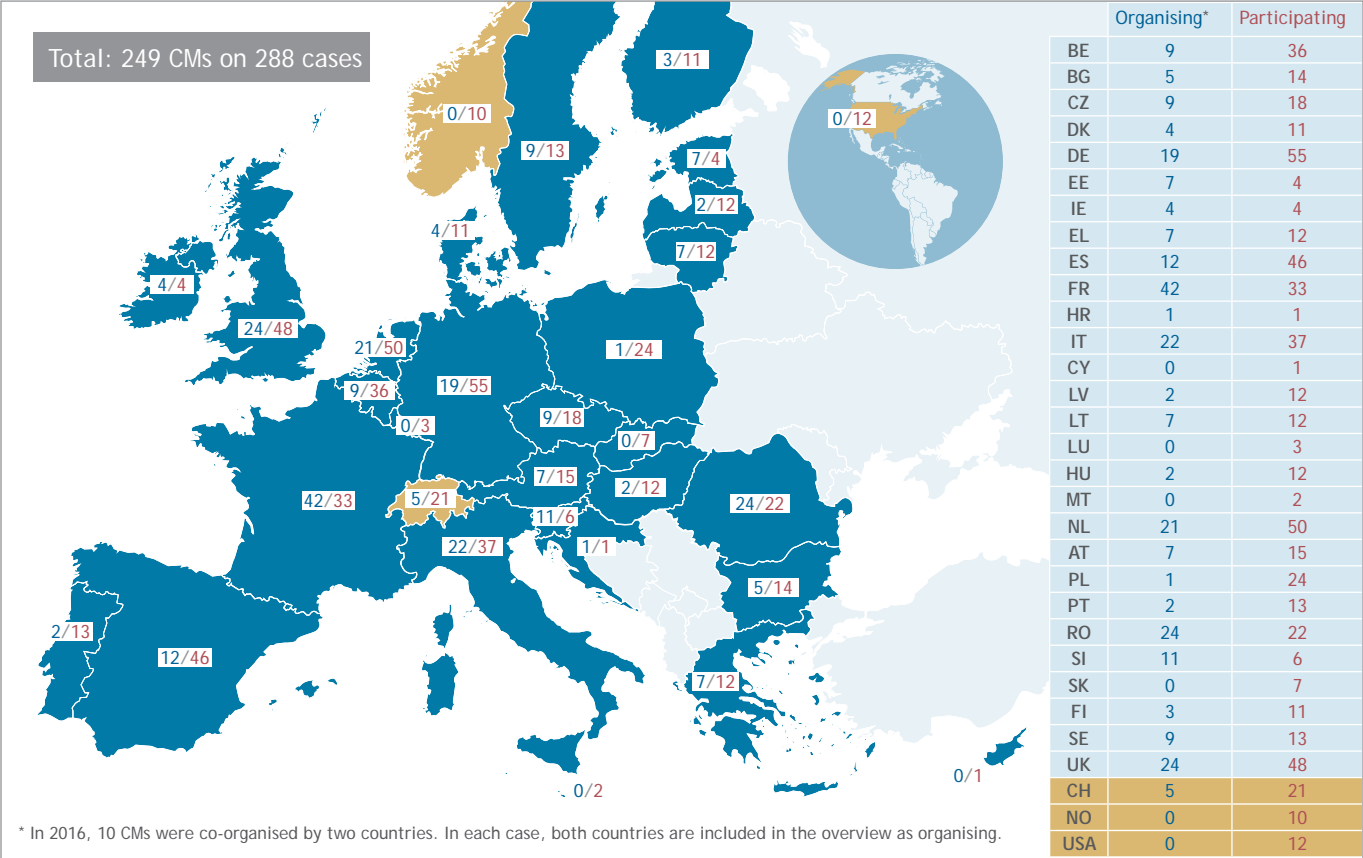 Total: 249 CMs on 288 cases
3/11
0/10
0/12
9/13
7/4
2/12
4/11
7/12
4/4
24/48
21/50
1/24
9/36
19/55
9/18
0/3
0/7
7/15
2/12
42/33
5/21
24/22
11/6
22/37
1/1
5/14
2/13
12/46
7/12
0/1
0/2
* In 2016, 10 CMs were co-organised by two countries. In each case, both countries are included in the overview as organising.
Organising* Participating
BE 9 36
BG 5 14
CZ 9 18
DK 4 11
DE 19 55
EE 7 4
IE 4 4
EL 7 12
ES 12 46
FR 42 33
HR 1 1
IT 22 37
CY 0 1
LV 2 12
LT 7 12
LU 0 3
HU 2 12
MT 0 2
NL 21 50
AT 7 15
PL 1 24
PT 2 13
RO 24 22
SI 11 6
SK 0 7
FI 3 11
SE 9 13
UK 24 48
CH 5 21
NO 0 10
USA 0 12